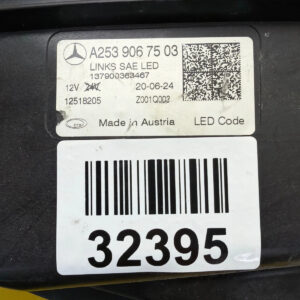 A253 906 75 03
LINKS SAE LED
137900363467
12V 24V 20-06-24
12518205 Z001Q002
Made in Austria LED Code
32395